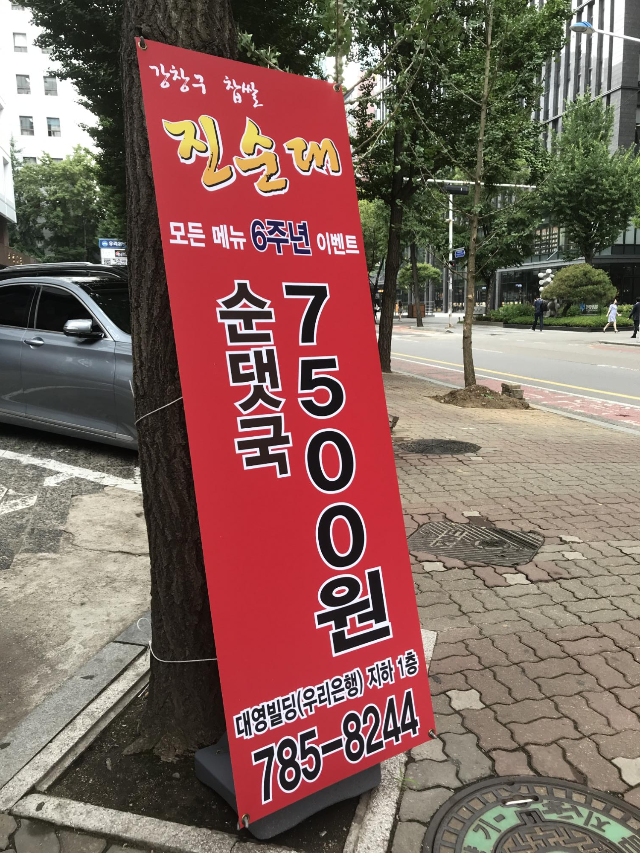 강창구 찹쌀
진순대
모든 메뉴 6주년 이벤트
순댓국
7500원
대영빌딩(우리은행) 지하 1층
785-8244